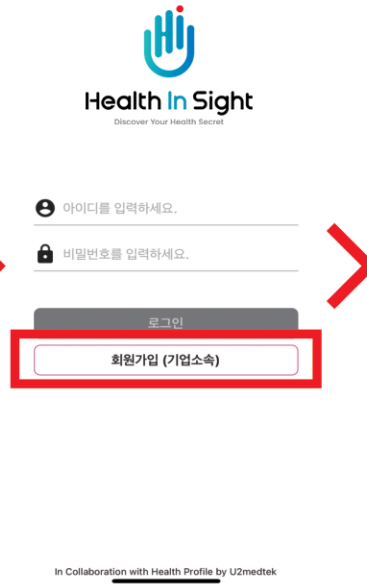 Health In Sight
Discover Your Health Secret
아이디를 입력하세요.
비밀번호를 입력하세요.
로그인
회원가입 (기업소속)
In Collaboration with Health Profile by U2medtek